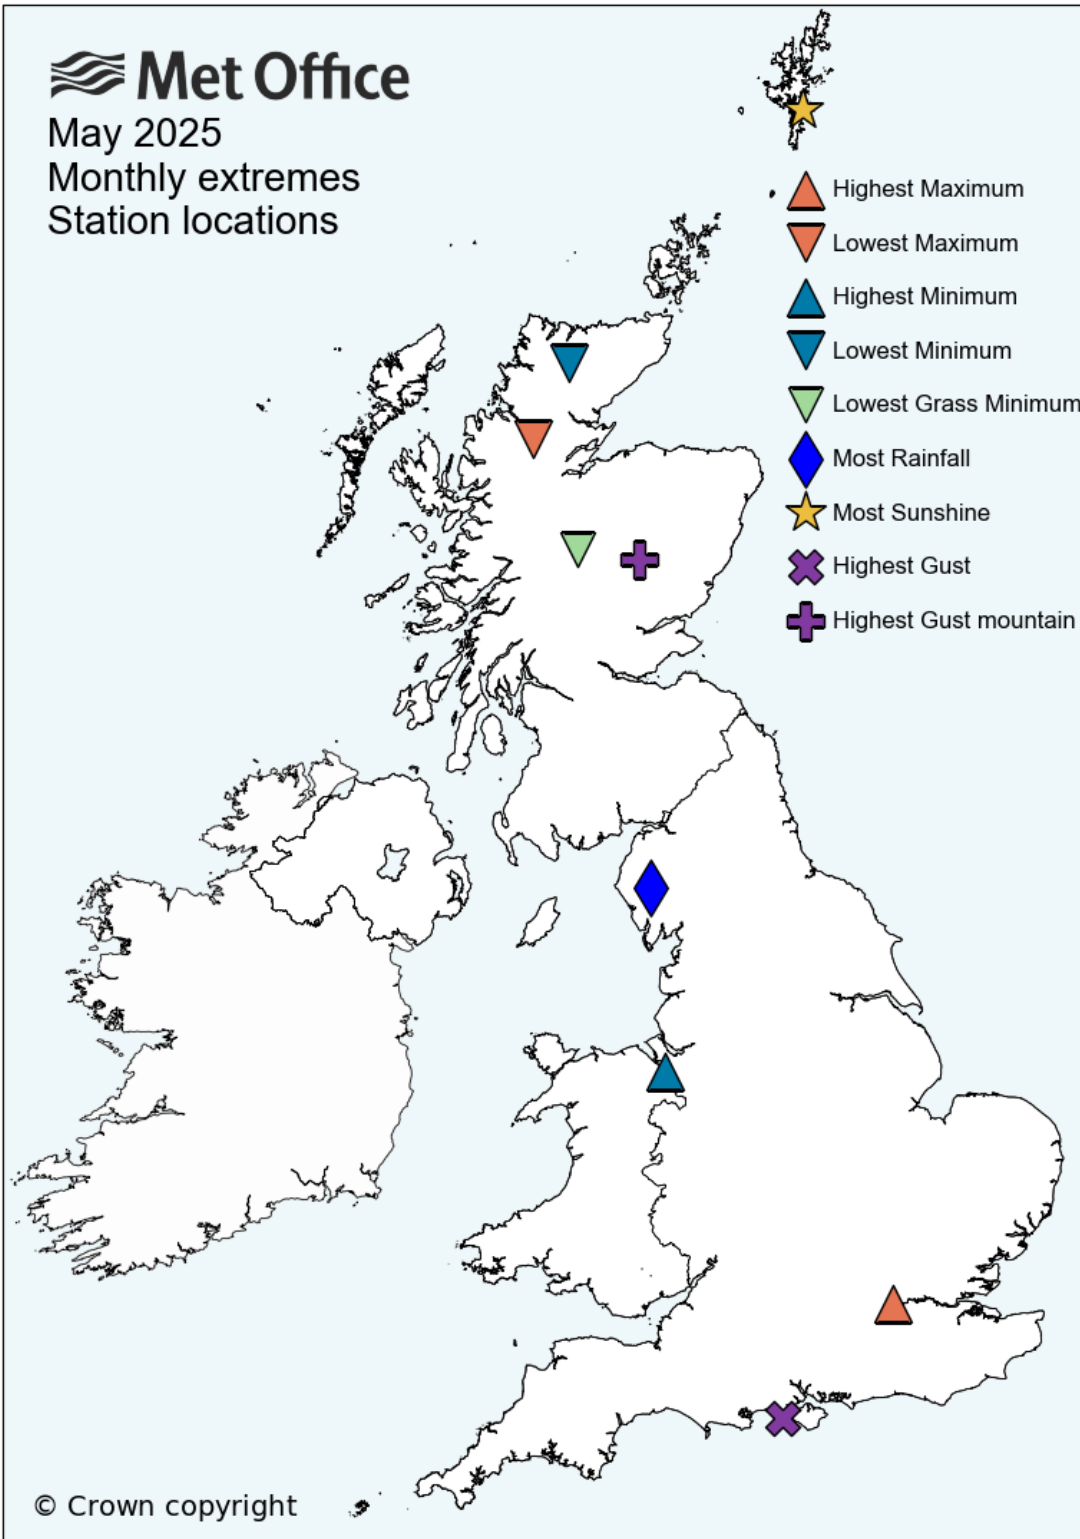 Met Office
May 2025
Monthly extremes
Station locations
Highest Maximum
Lowest Maximum
Highest Minimum
Lowest Minimum
Lowest Grass Minimum
Most Rainfall
Most Sunshine
Highest Gust
Highest Gust mountain
© Crown copyright